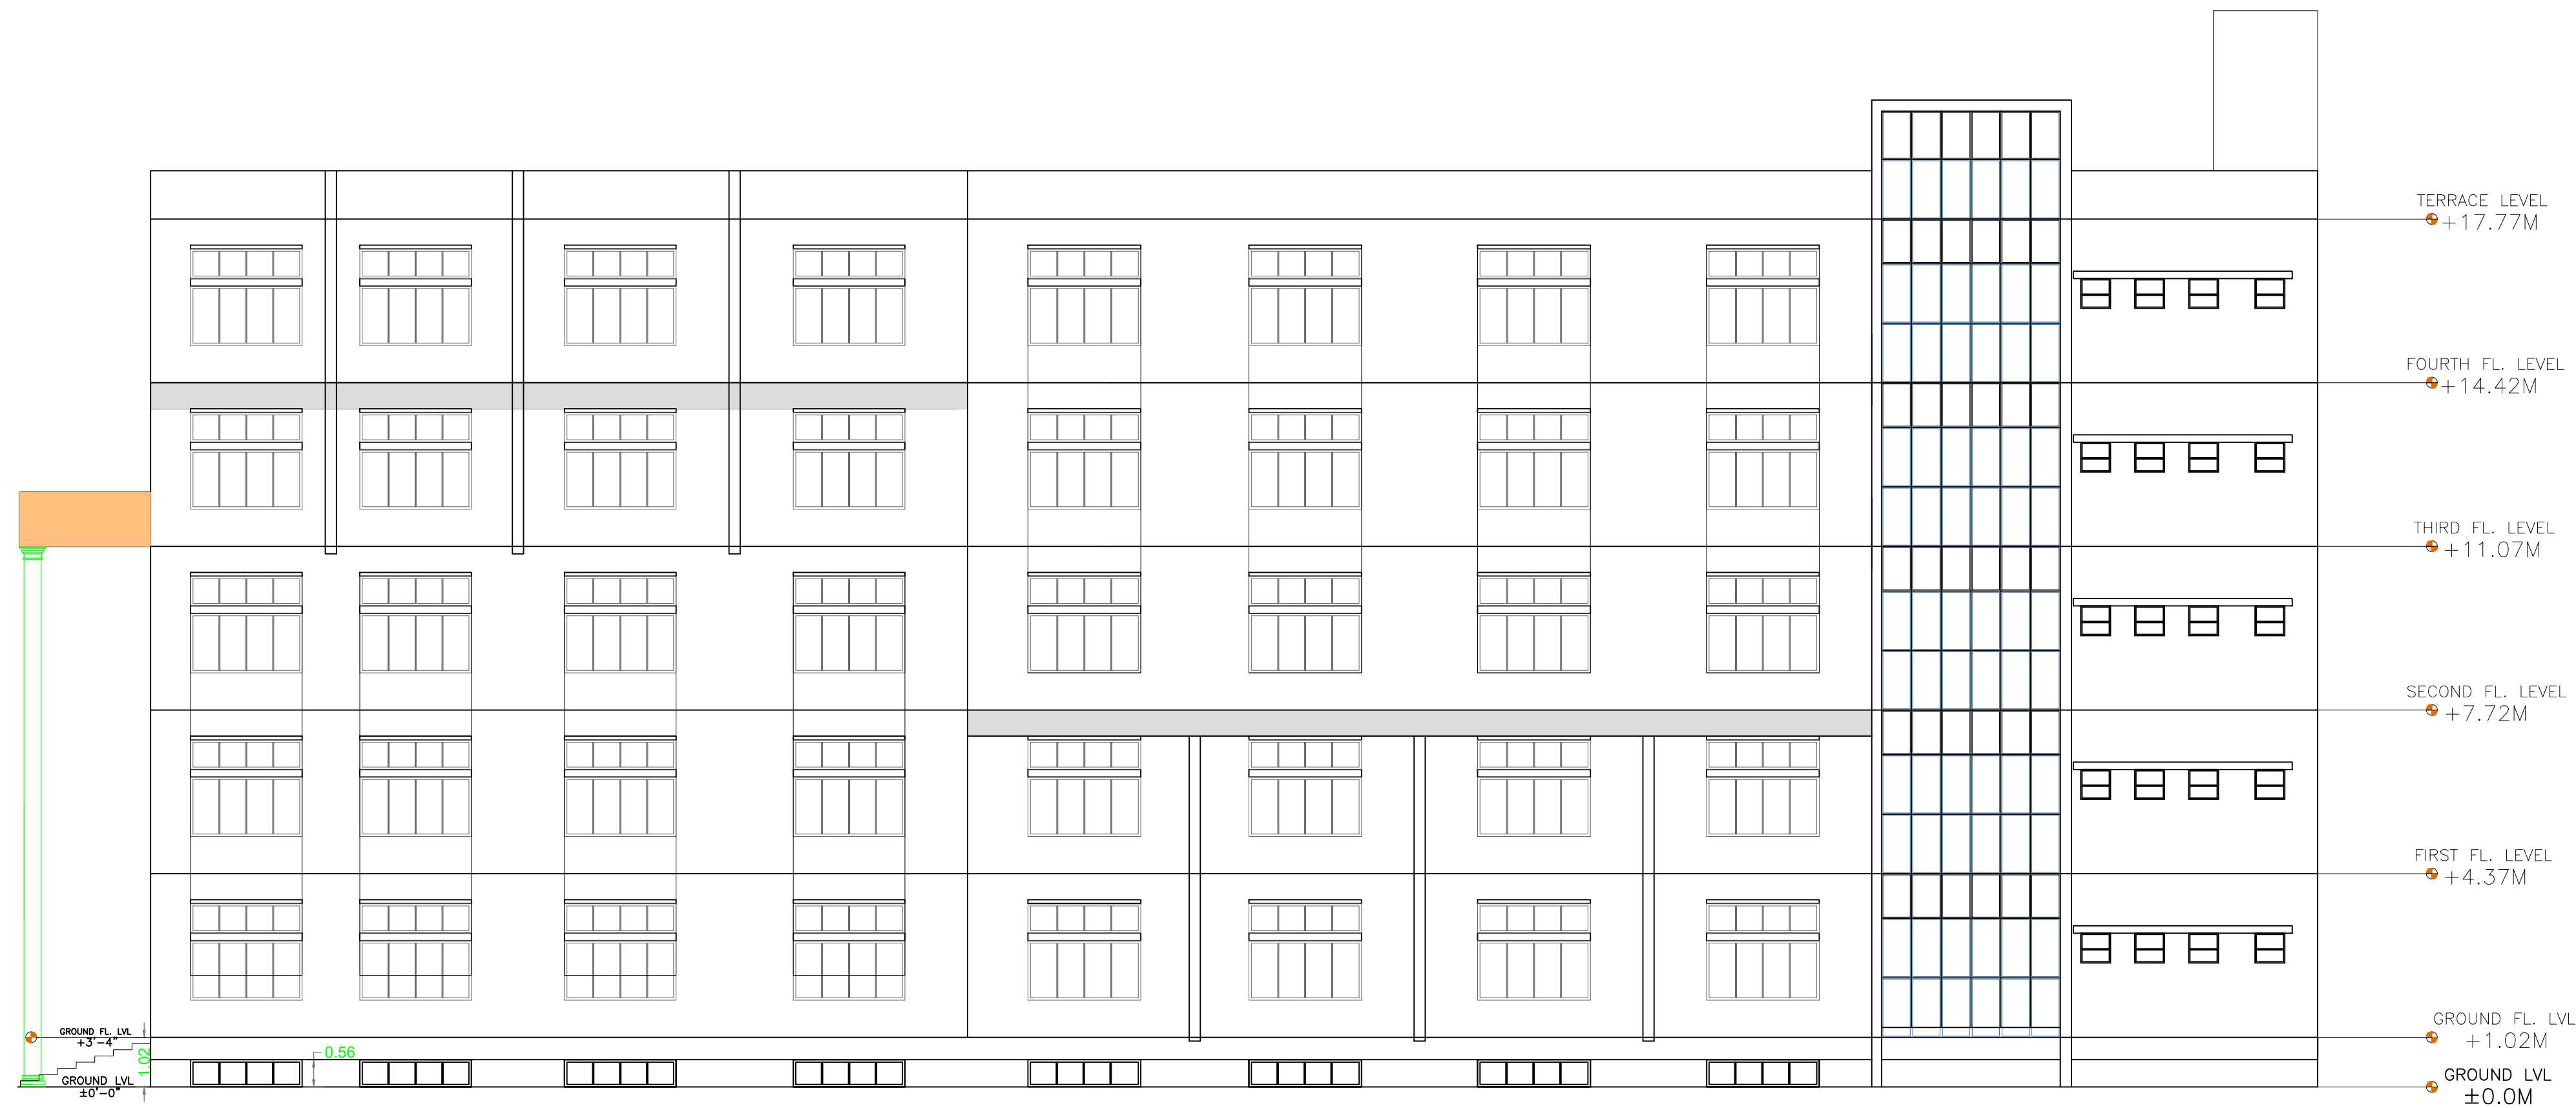 TERRACE LEVEL
+17.77M
FOURTH FL. LEVEL
+14.42M
THIRD FL. LEVEL
+11.07M
SECOND FL. LEVEL
+7.72M
FIRST FL. LEVEL
+4.37M
GROUND FL. LVL
+1.02M
GROUND LVL
±0.0M
GROUND FL. LVL
+3'-4"
1.02
0.56
GROUND LVL
±0'-0"